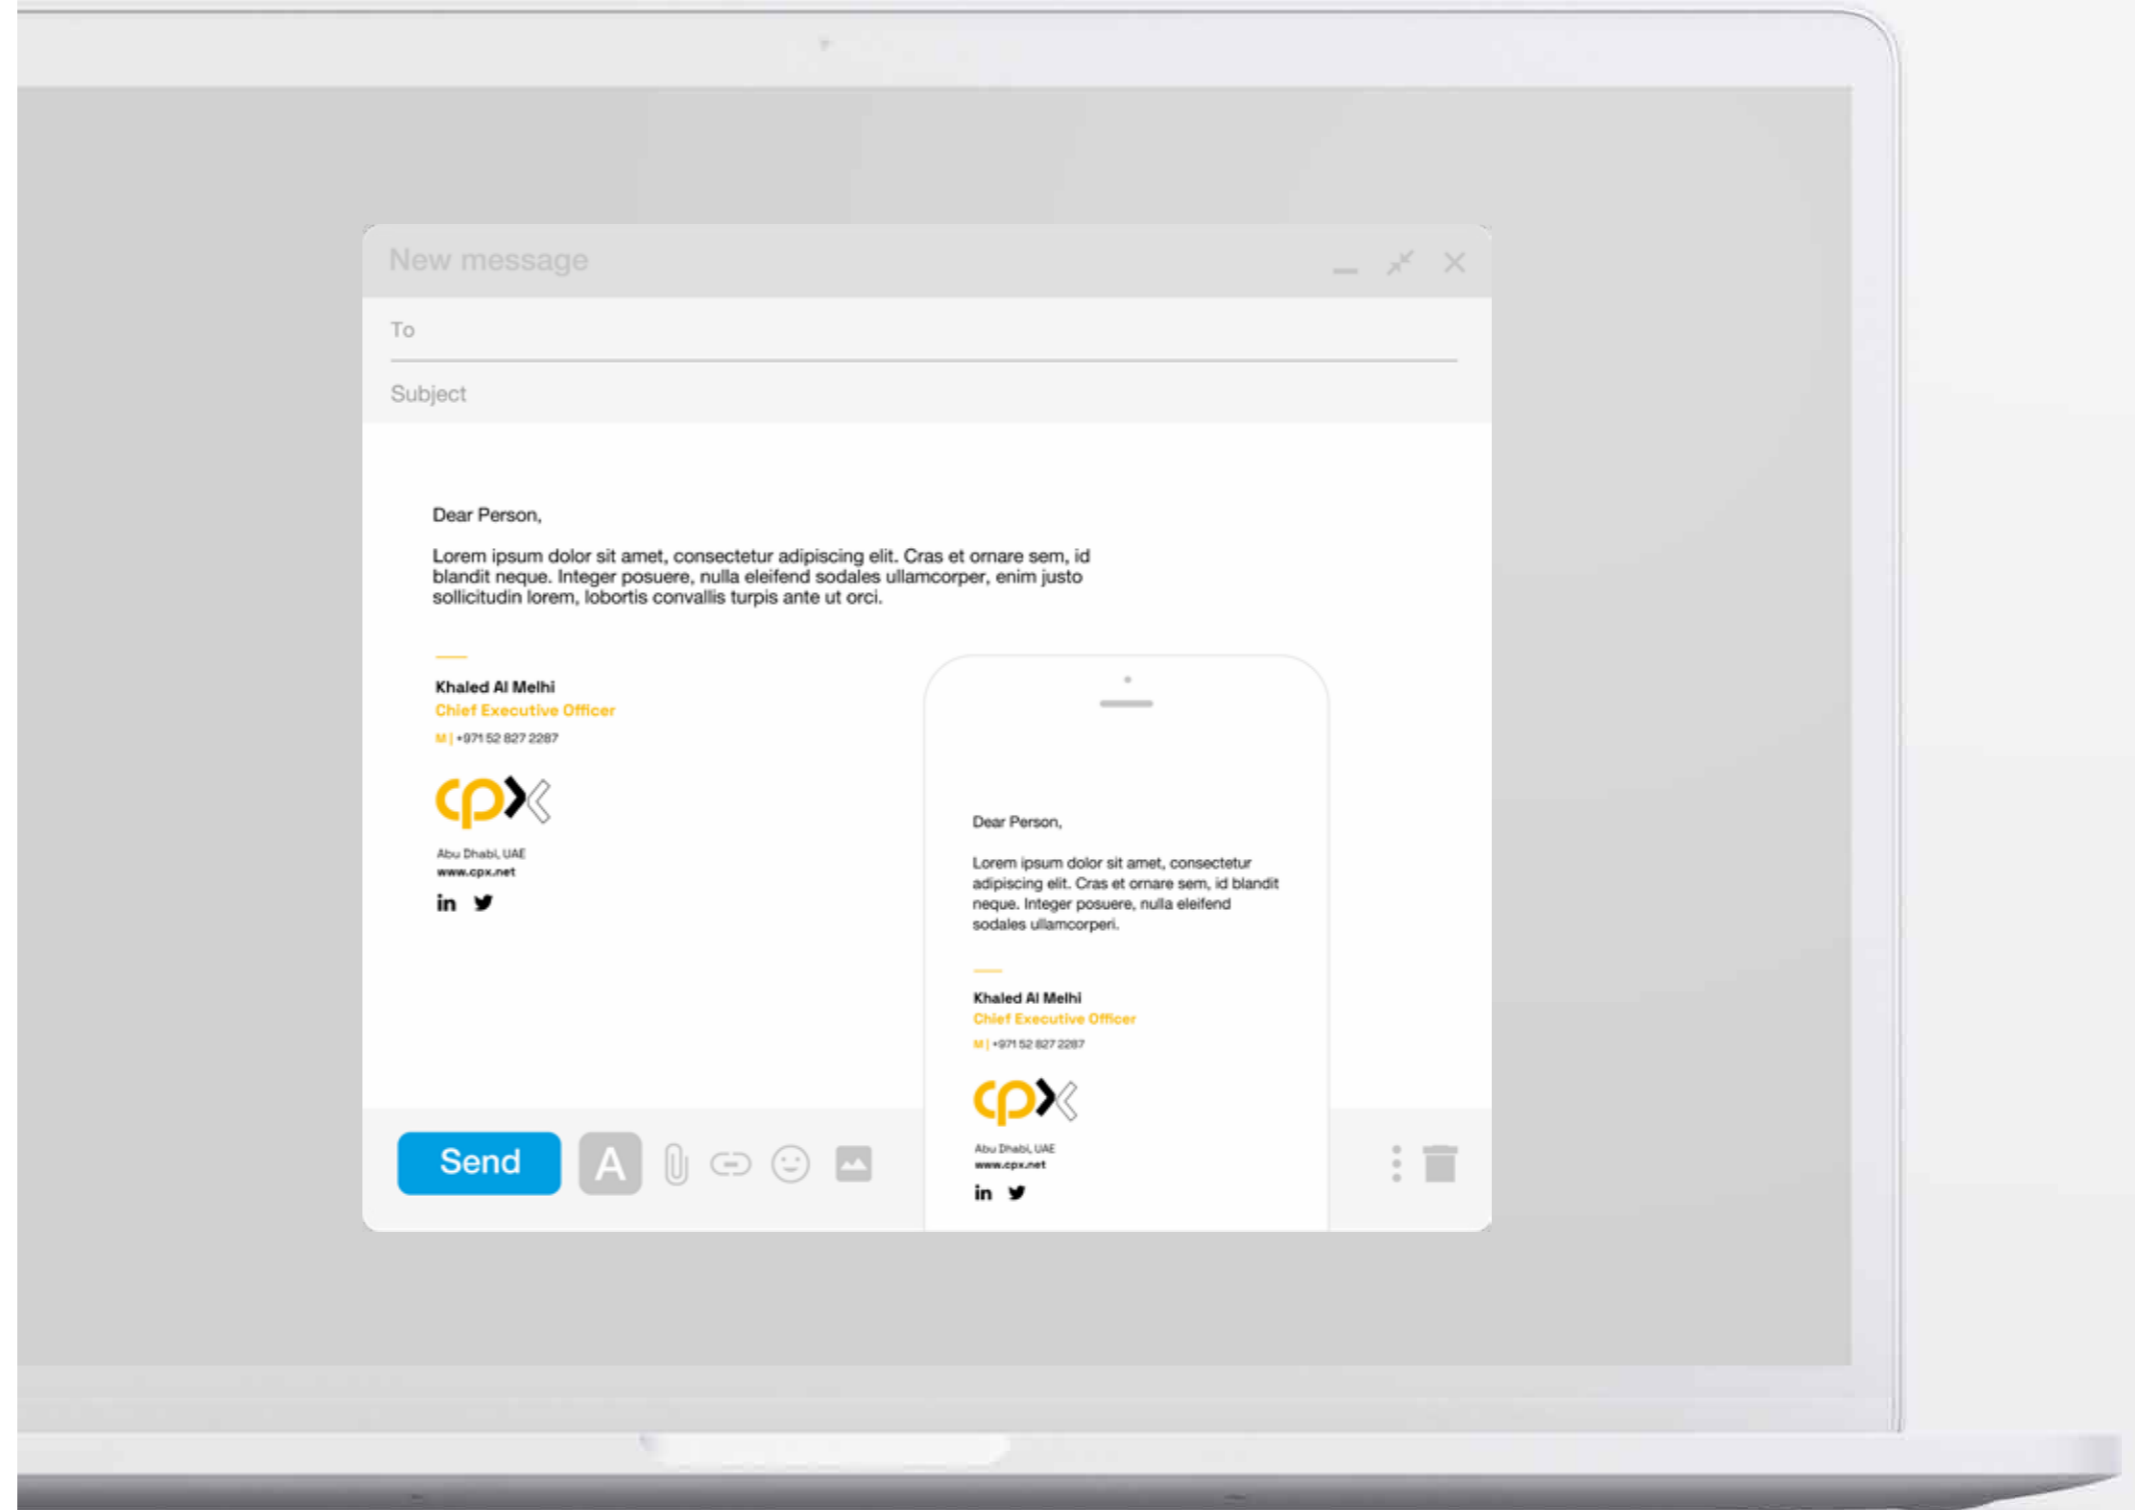 New message
To
Subject
Dear Person,
Lorem ipsum dolor sit amet, consectetur adipiscing elit. Cras et ornare sem, id
blandit neque. Integer posuere, nulla eleifend sodales ullamcorper, enim justo
sollicitudin lorem, lobortis convallis turpis ante ut orci.
Khaled Al Melhi
Chief Executive Officer
M | +971 52 827 2287
cpx
Abu Dhabi, UAE
www.cpx.net
in
Dear Person,
Lorem ipsum dolor sit amet, consectetur
adipiscing elit. Cras et ornare sem, id blandit
neque. Integer posuere, nulla eleifend
sodales ullamcorperi.
Khaled Al Melhi
Chief Executive Officer
M | +971 52 827 2287
cpx
Abu Dhabi, UAE
www.cpx.net
in
Send
A